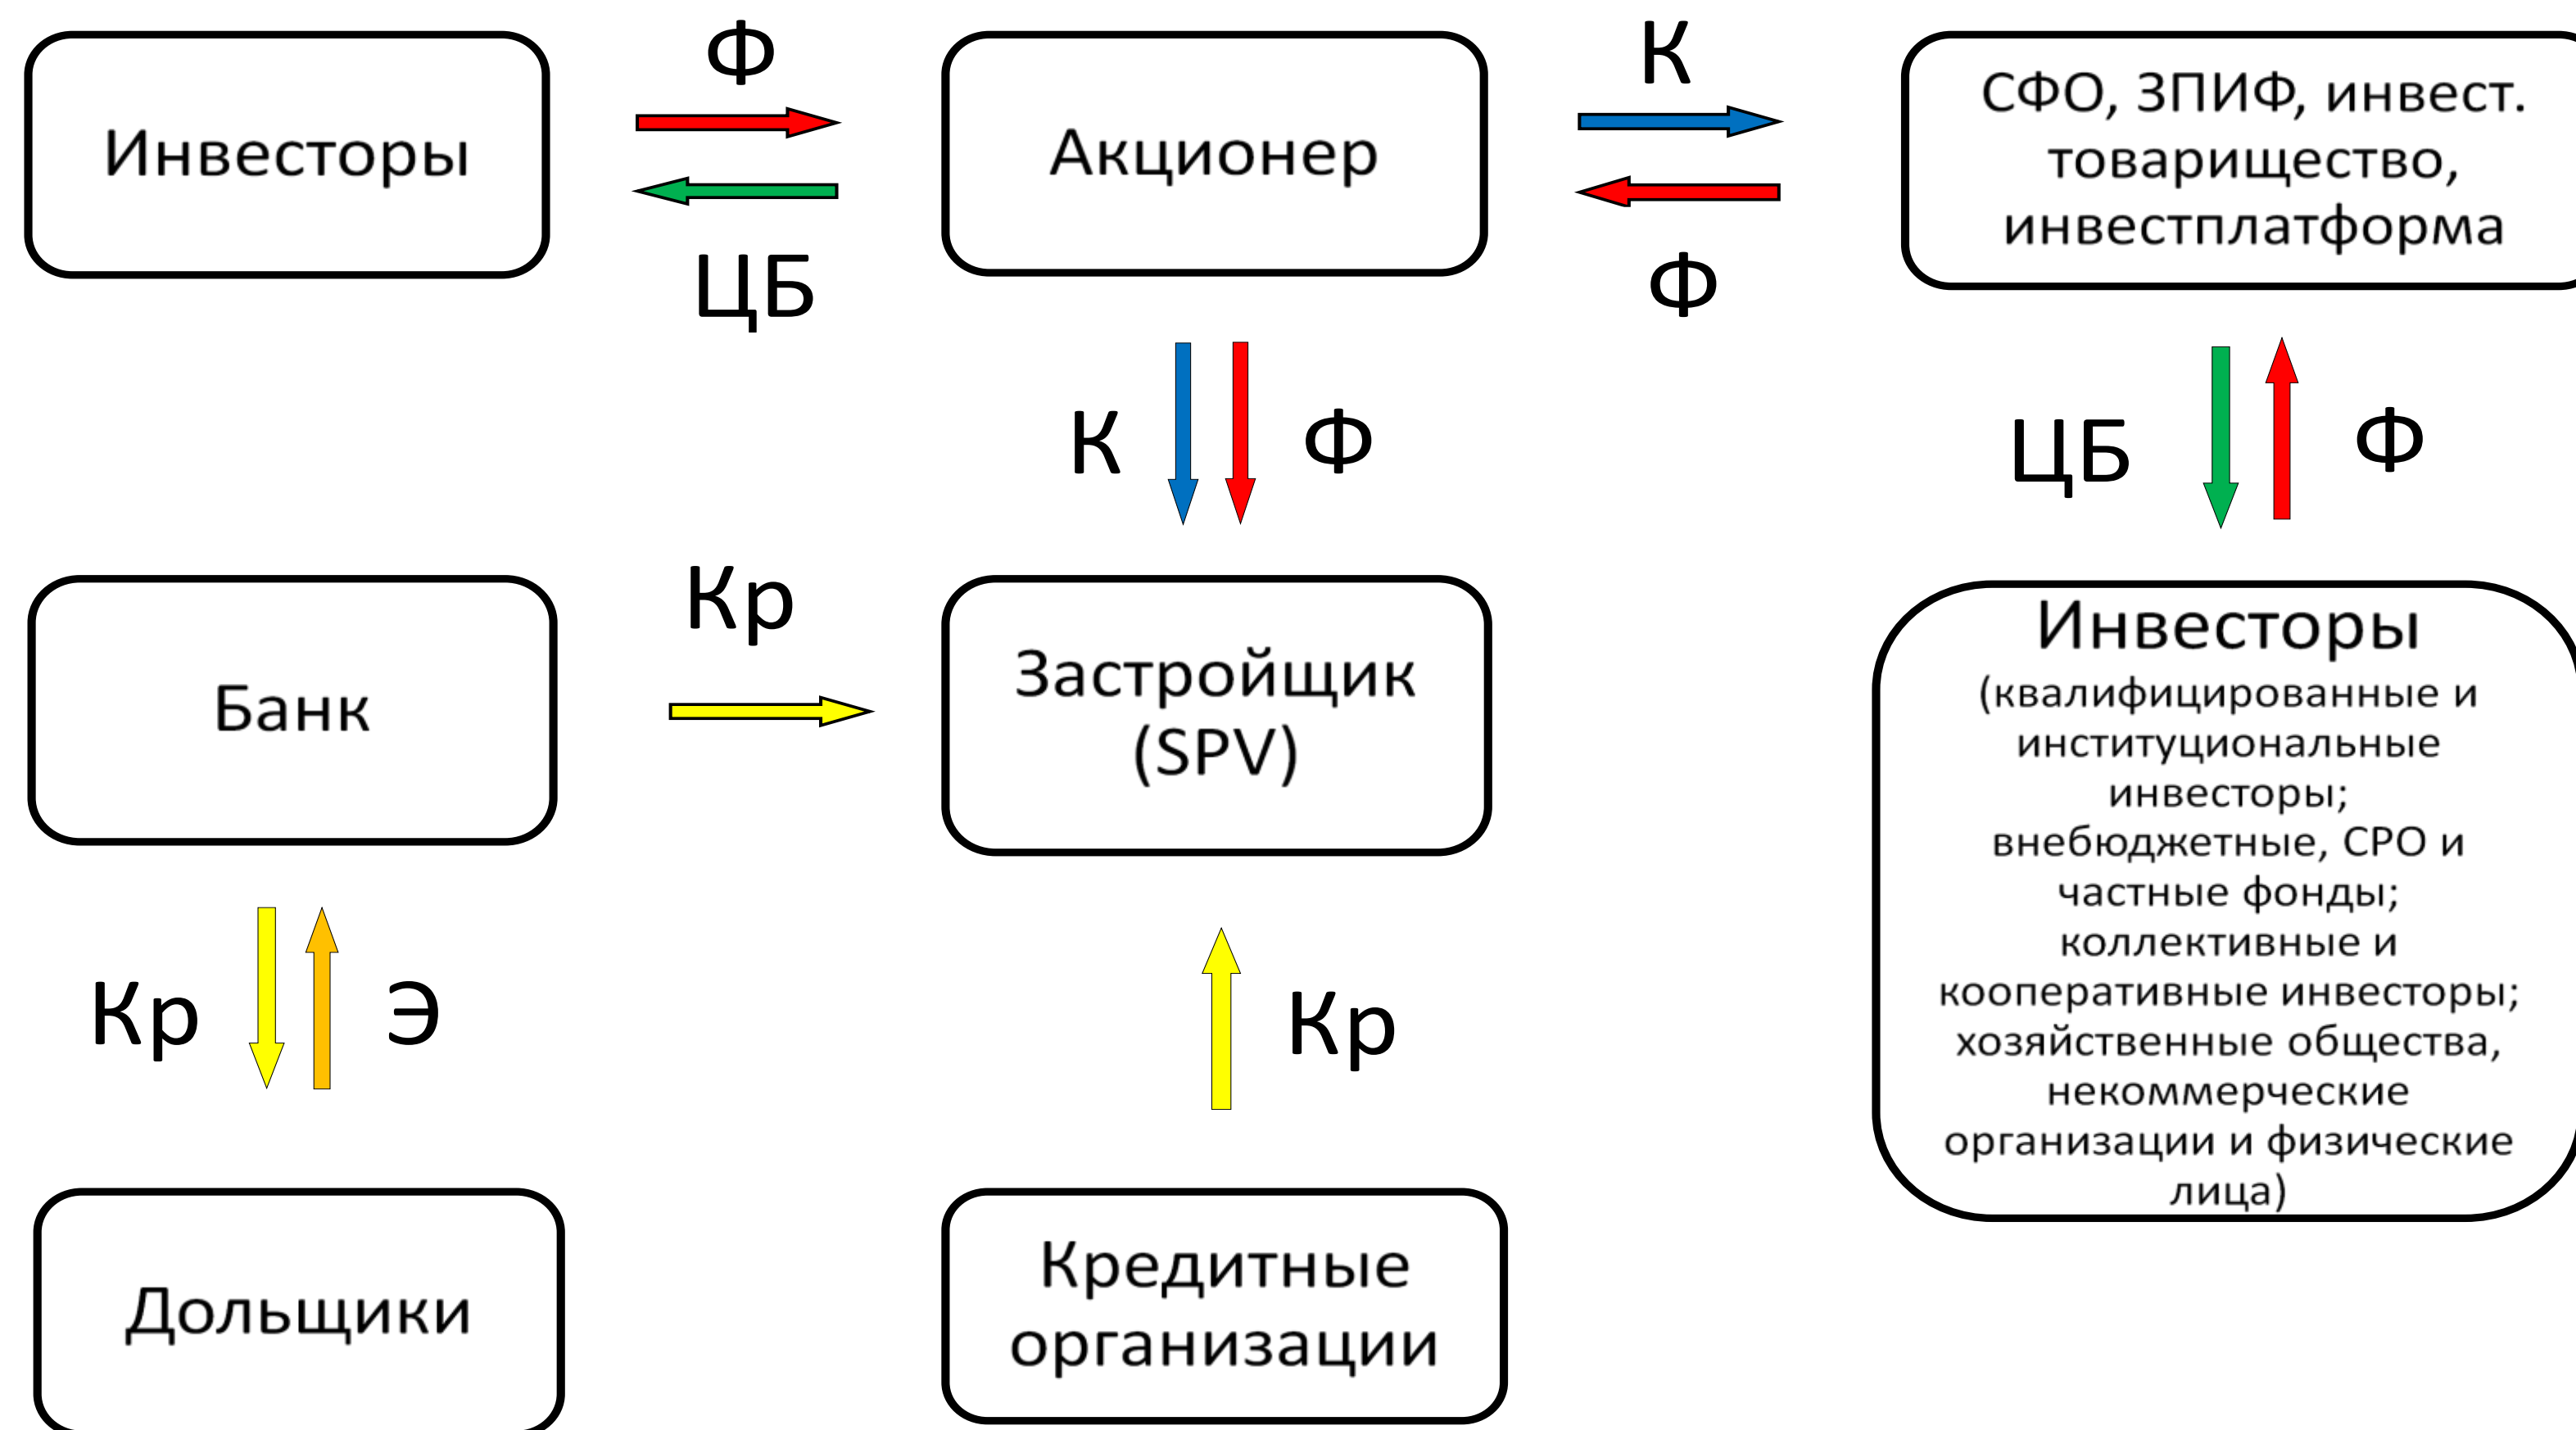 Ф
К
Инвесторы
Акционер
СФО, ЗПИФ, инвест.
товарищество,
инвестплатформа
ЦБ
Ф
К
Ф
ЦБ
Ф
Кр
Банк
Застройщик
(SPV)
Инвесторы
(квалифицированные и
институциональные
инвесторы;
внебюджетные, СРО и
частные фонды;
коллективные и
кооперативные инвесторы;
хозяйственные общества,
некоммерческие
организации и физические
лица)
Кр
Э
Кр
Дольщики
Кредитные
организации